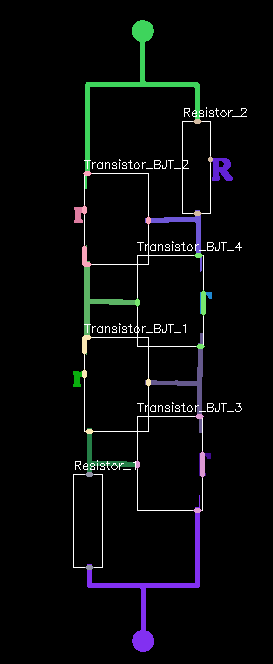 Resistor_2
R
Transistor_BJT_2
r
Transistor_BJT_4
r
Transistor_BJT_1
r
Transistor_BJT_3
r
Resistor_1